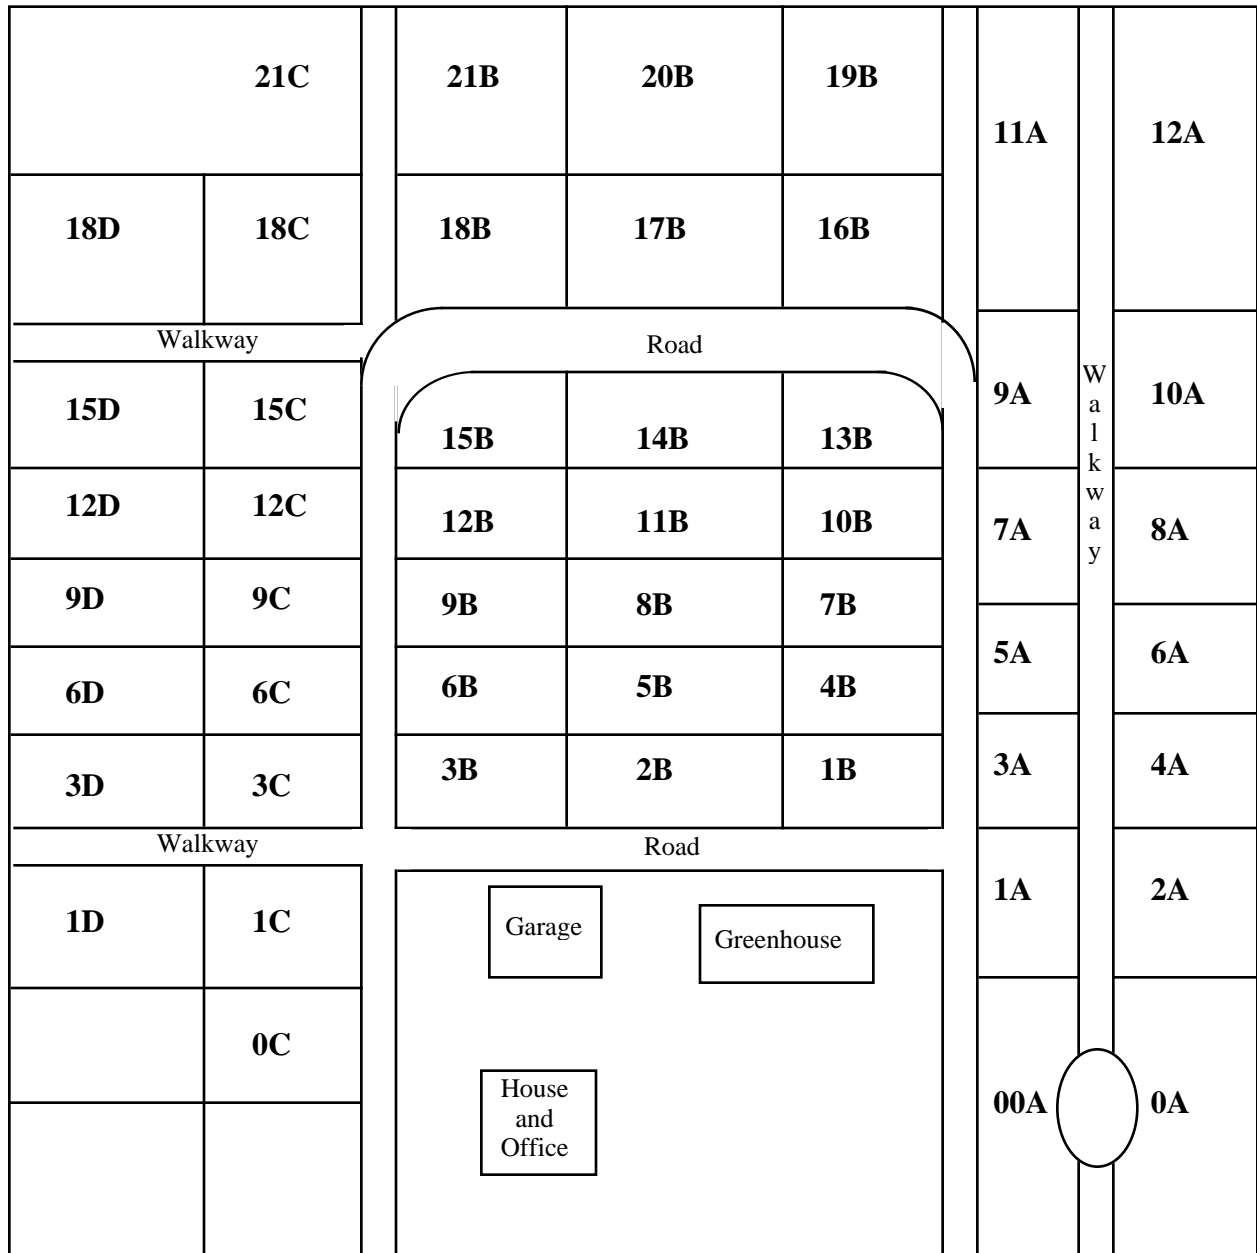 21C 21B 20B 19B
11A 12A
18D 18C 18B 17B 16B
Walkway Road
9A Walkway 10A
15D 15C 15B 14B 13B
12D 12C 12B 11B 10B 7A 8A
9D 9C 9B 8B 7B
5A 6A
6D 6C 6B 5B 4B
3D 3C 3B 2B 1B 3A 4A
Walkway Road
1D 1C Garage Greenhouse 1A 2A
0C
House
and
Office
00A 0A